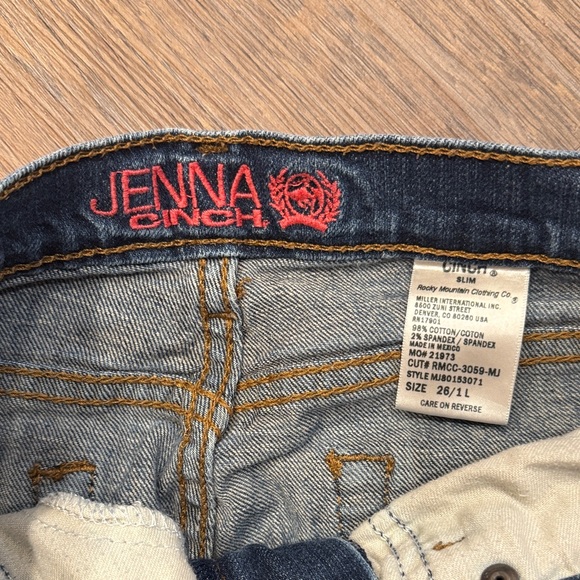 JENNA
CINCH
CINCH®
SLIM
Rocky Mountain Clothing Co®
MILLER INTERNATIONAL INC.
8500 ZUNI STREET
DENVER, CO 80260 USA
RN17901
98% COTTON/COTON
2% SPANDEX / SPANDEX
MADE IN MEXICO
MO# 21973
CUT# RMCC-3059-MJ
STYLE MJ80153071
SIZE 26/1 L
CARE ON REVERSE